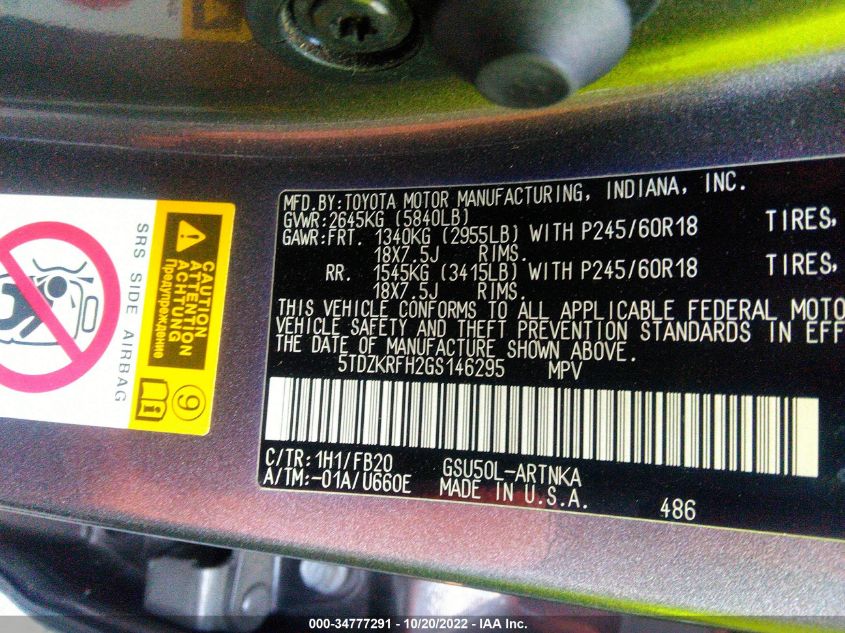 MFD.BY:TOYOTA MOTOR MANUFACTURING, INDIANA, INC.
GVWR:2645KG (5840LB)
GAWR:FRT. 1340KG (2955LB) WITH P245/60R18 TIRES,
18X7.5J RIMS.
RR. 1545KG (3415LB) WITH P245/60R18 TIRES,
18X7.5J RIMS.
THIS VEHICLE CONFORMS TO ALL APPLICABLE FEDERAL MOTO
VEHICLE SAFETY AND THEFT PREVENTION STANDARDS IN EFF
THE DATE OF MANUFACTURE SHOWN ABOVE.
5TDZKRFH2GS146295 MPV
C/TR:1H1/FB20 GSU50L-ARTNKA
A/TM:-01A/U660E MADE IN U.S.A.
486
CAUTION
ATTENTION
ACHTUNG
Предупреждение
SRS SIDE AIRBAG
9
i
000-34777291 - 10/20/2022 - IAA Inc.